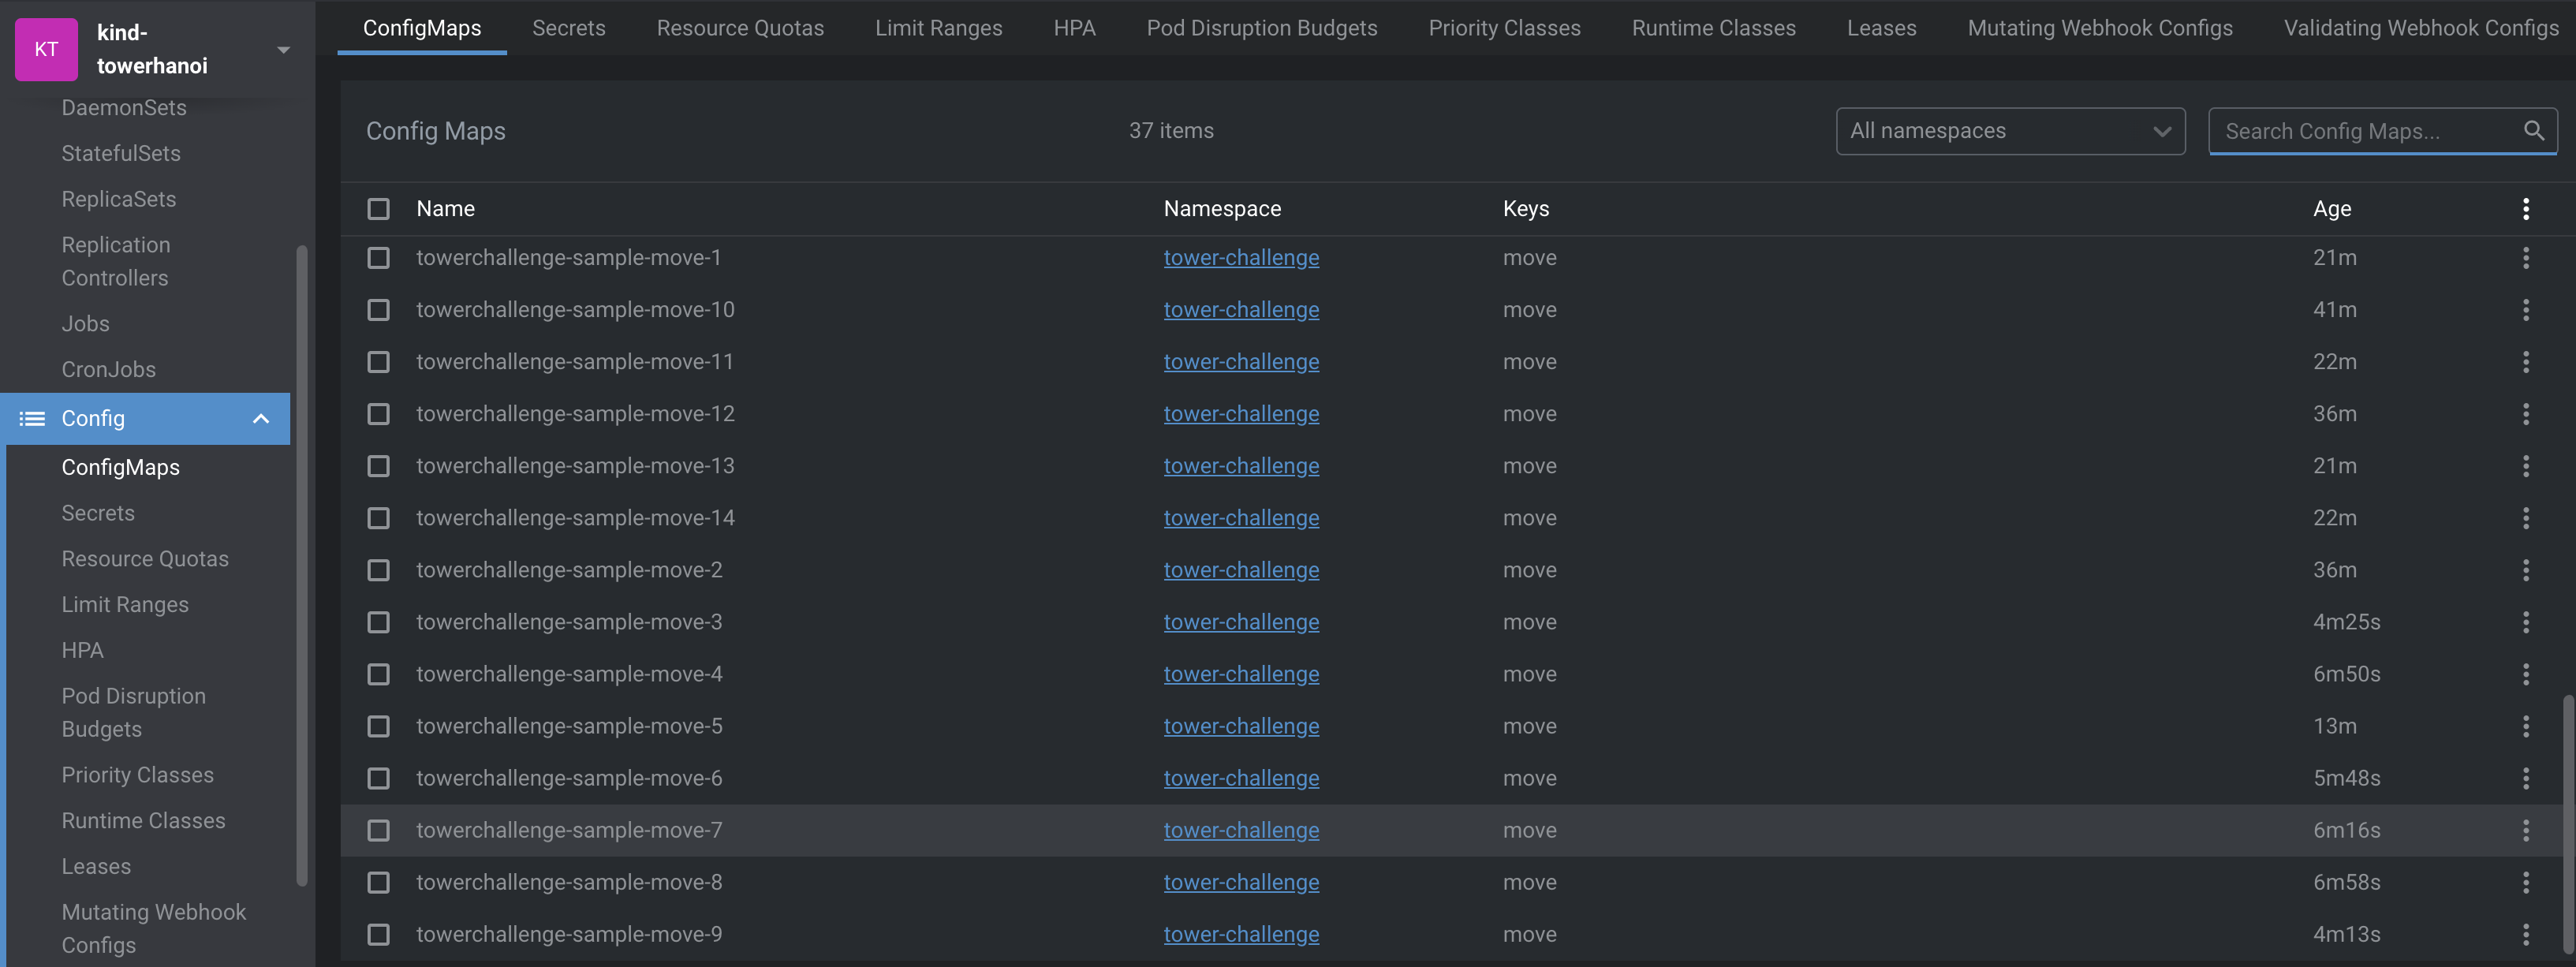 KT
kind-
towerhanoi
DaemonSets
StatefulSets
ReplicaSets
Replication
Controllers
Jobs
CronJobs
Config
ConfigMaps
Secrets
Resource Quotas
Limit Ranges
HPA
Pod Disruption
Budgets
Priority Classes
Runtime Classes
Leases
Mutating Webhook
Configs
ConfigMaps Secrets Resource Quotas Limit Ranges HPA Pod Disruption Budgets Priority Classes Runtime Classes Leases Mutating Webhook Configs Validating Webhook Configs
Config Maps 37 items All namespaces Search Config Maps...
Name Namespace Keys Age
towerchallenge-sample-move-1 tower-challenge move 21m
towerchallenge-sample-move-10 tower-challenge move 41m
towerchallenge-sample-move-11 tower-challenge move 22m
towerchallenge-sample-move-12 tower-challenge move 36m
towerchallenge-sample-move-13 tower-challenge move 21m
towerchallenge-sample-move-14 tower-challenge move 22m
towerchallenge-sample-move-2 tower-challenge move 36m
towerchallenge-sample-move-3 tower-challenge move 4m25s
towerchallenge-sample-move-4 tower-challenge move 6m50s
towerchallenge-sample-move-5 tower-challenge move 13m
towerchallenge-sample-move-6 tower-challenge move 5m48s
towerchallenge-sample-move-7 tower-challenge move 6m16s
towerchallenge-sample-move-8 tower-challenge move 6m58s
towerchallenge-sample-move-9 tower-challenge move 4m13s